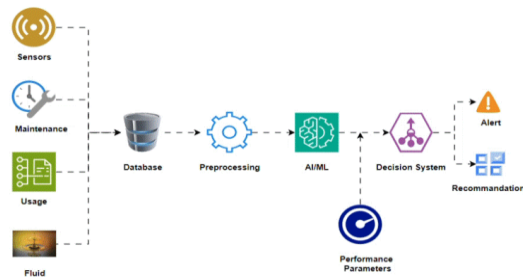 Sensors
Maintenance
Usage
Fluid
Database
Preprocessing
AI/ML
Decision System
Performance
Parameters
Alert
Recommandation